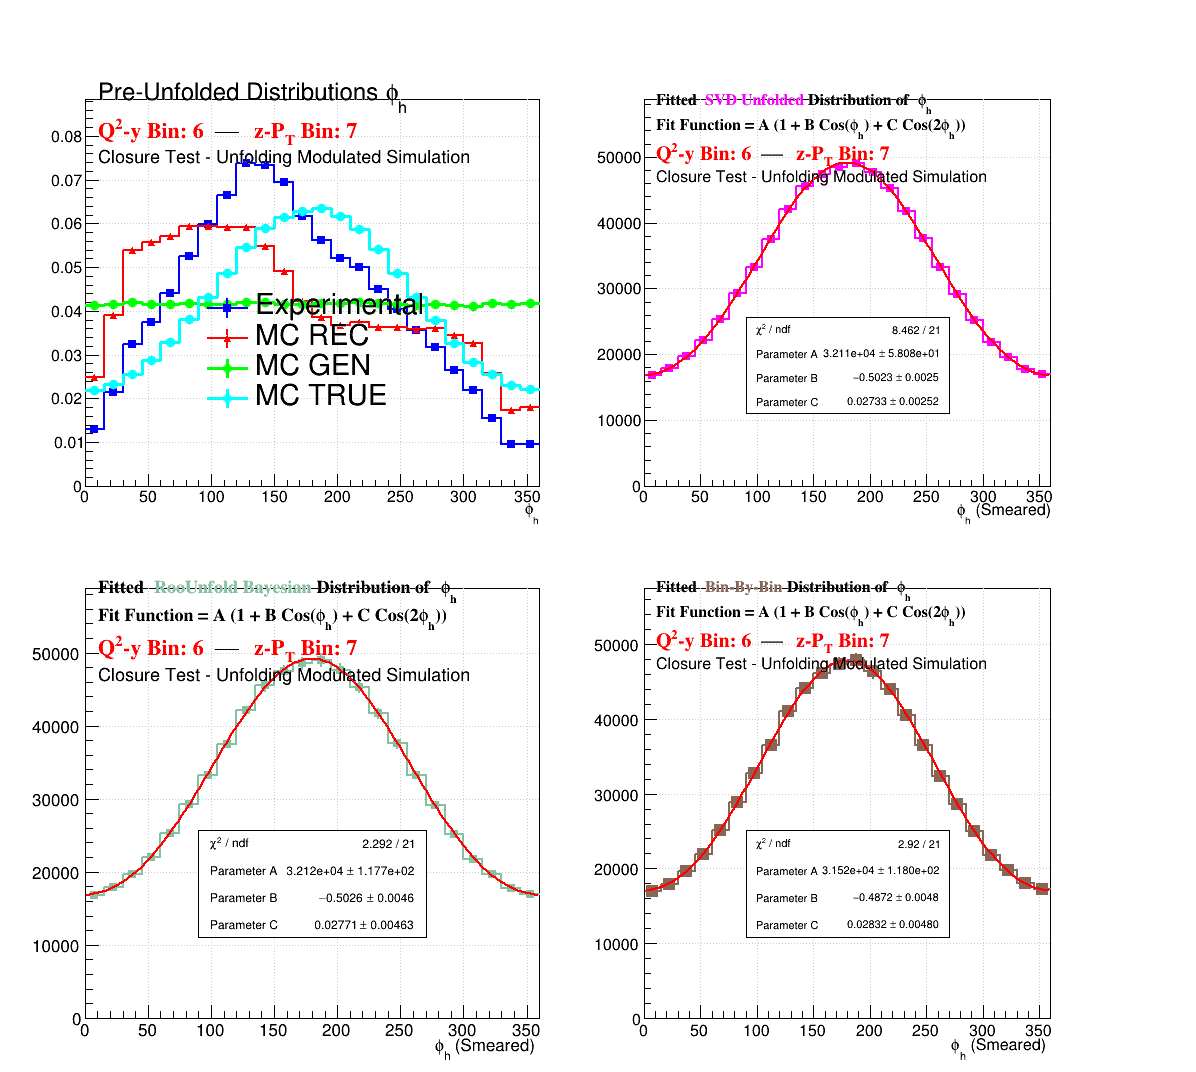 Pre-Unfolded Distributions ϕh
Q²-y Bin: 6 — z-PT Bin: 7
Closure Test - Unfolding Modulated Simulation
0.08
0.07
0.06
0.05
0.04
0.03
0.02
0.01
0
Experimental
MC REC
MC GEN
MC TRUE
0 50 100 150 200 250 300 350
ϕh
Fitted SVD Unfolded Distribution of ϕh
Fit Function = A (1 + B Cos(ϕh) + C Cos(2ϕh))
Q²-y Bin: 6 — z-PT Bin: 7
Closure Test - Unfolding Modulated Simulation
50000
40000
30000
20000
10000
0
χ² / ndf 8.462 / 21
Parameter A 3.211e+04 ± 5.808e+01
Parameter B −0.5023 ± 0.0025
Parameter C 0.02733 ± 0.00252
0 50 100 150 200 250 300 350
ϕh (Smeared)
Fitted RooUnfold Bayesian Distribution of ϕh
Fit Function = A (1 + B Cos(ϕh) + C Cos(2ϕh))
Q²-y Bin: 6 — z-PT Bin: 7
Closure Test - Unfolding Modulated Simulation
50000
40000
30000
20000
10000
0
χ² / ndf 2.292 / 21
Parameter A 3.212e+04 ± 1.177e+02
Parameter B −0.5026 ± 0.0046
Parameter C 0.02771 ± 0.00463
0 50 100 150 200 250 300 350
ϕh (Smeared)
Fitted Bin-By-Bin Distribution of ϕh
Fit Function = A (1 + B Cos(ϕh) + C Cos(2ϕh))
Q²-y Bin: 6 — z-PT Bin: 7
Closure Test - Unfolding Modulated Simulation
50000
40000
30000
20000
10000
0
χ² / ndf 2.92 / 21
Parameter A 3.152e+04 ± 1.180e+02
Parameter B −0.4872 ± 0.0048
Parameter C 0.02832 ± 0.00480
0 50 100 150 200 250 300 350
ϕh (Smeared)